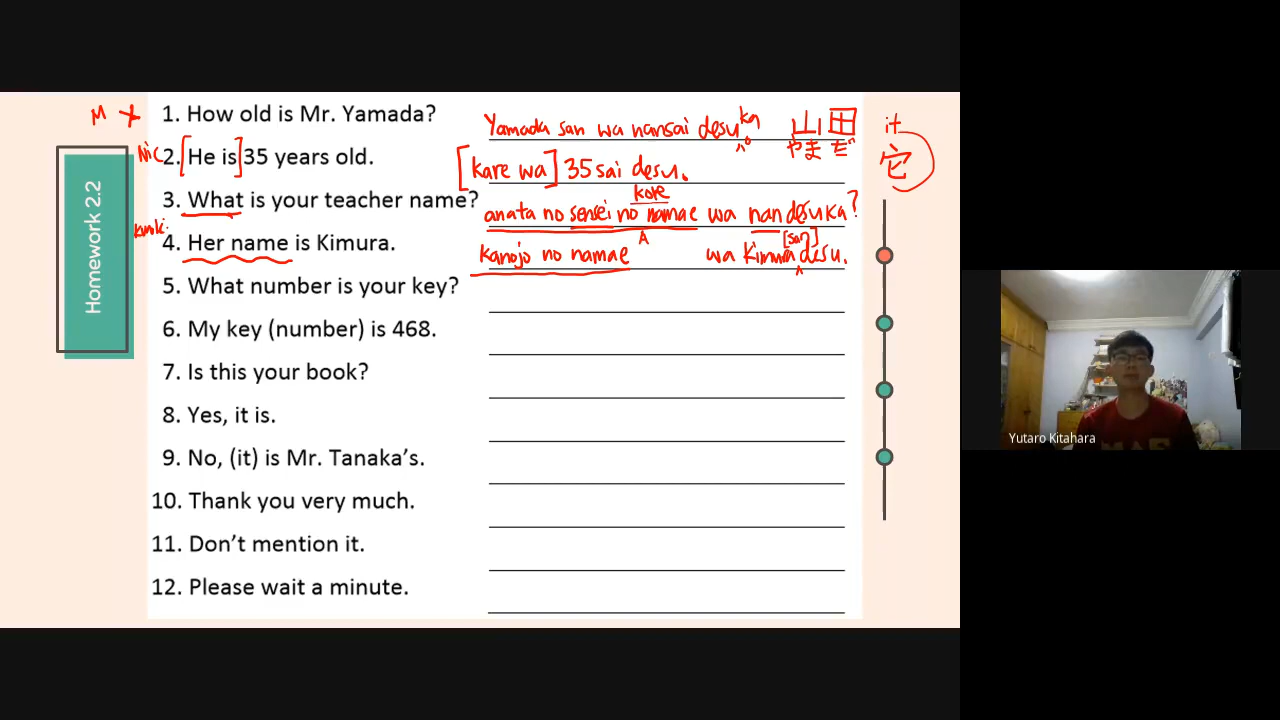 M X 1. How old is Mr. Yamada? Yamada san wa nansai desuka 山田 it
やまだ
Nic 2. [He is] 35 years old. [kare wa] 35 sai desu. 它
kore
3. What is your teacher name? anata no sensei no namae wa nan desuka?
A [san]
4. Her name is Kimura. kanojo no namae wa Kimura desu.
5. What number is your key?
6. My key (number) is 468.
7. Is this your book?
8. Yes, it is.
9. No, (it) is Mr. Tanaka's.
10. Thank you very much.
11. Don't mention it.
12. Please wait a minute.
Homework 2.2
Yutaro Kitahara